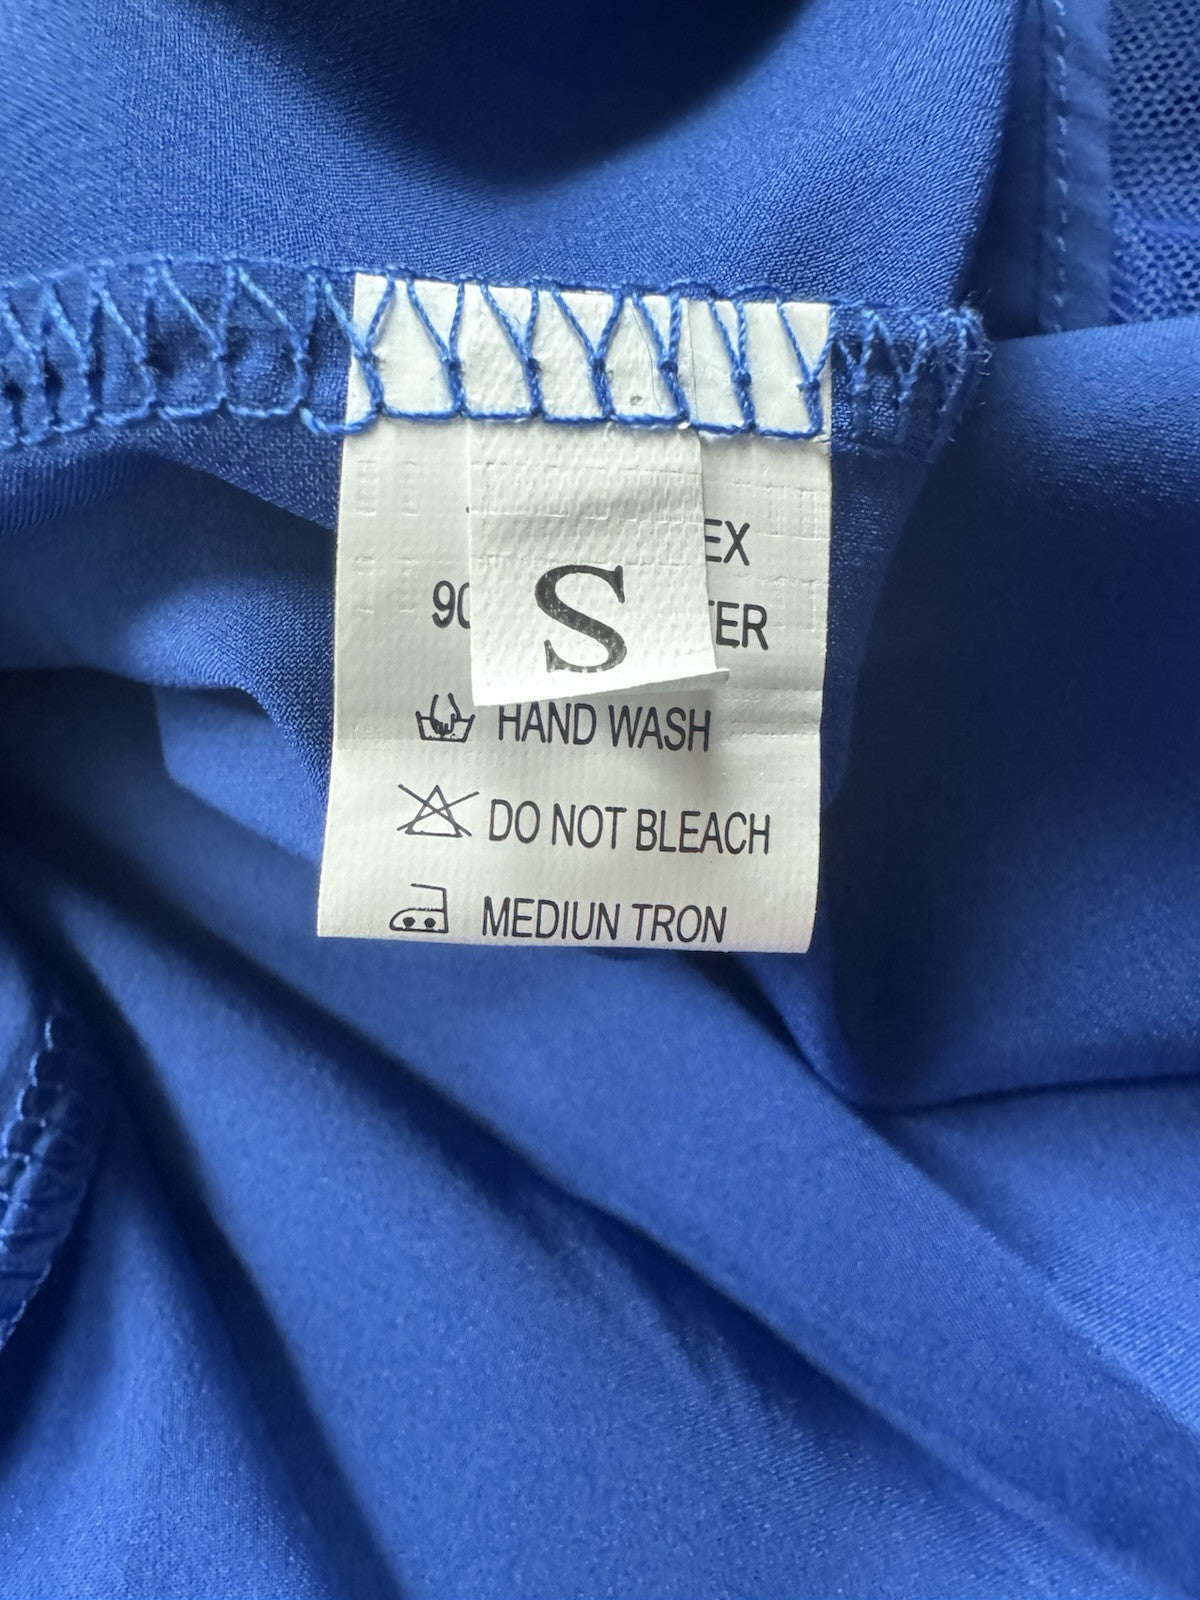 EX
90
TER
S
HAND WASH
DO NOT BLEACH
MEDIUN TRON